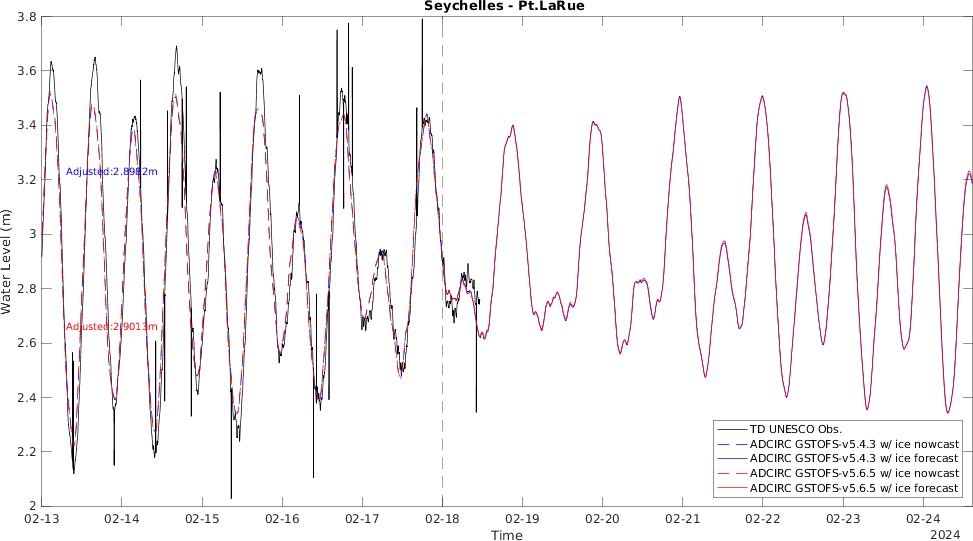 Seychelles - Pt.LaRue
3.8
3.6
3.4
3.2
3
2.8
2.6
2.4
2.2
2
Water Level (m)
Adjusted:2.8982m
Adjusted:2.9013m
TD UNESCO Obs.
ADCIRC GSTOFS-v5.4.3 w/ ice nowcast
ADCIRC GSTOFS-v5.4.3 w/ ice forecast
ADCIRC GSTOFS-v5.6.5 w/ ice nowcast
ADCIRC GSTOFS-v5.6.5 w/ ice forecast
02-13 02-14 02-15 02-16 02-17 02-18 02-19 02-20 02-21 02-22 02-23 02-24
Time
2024